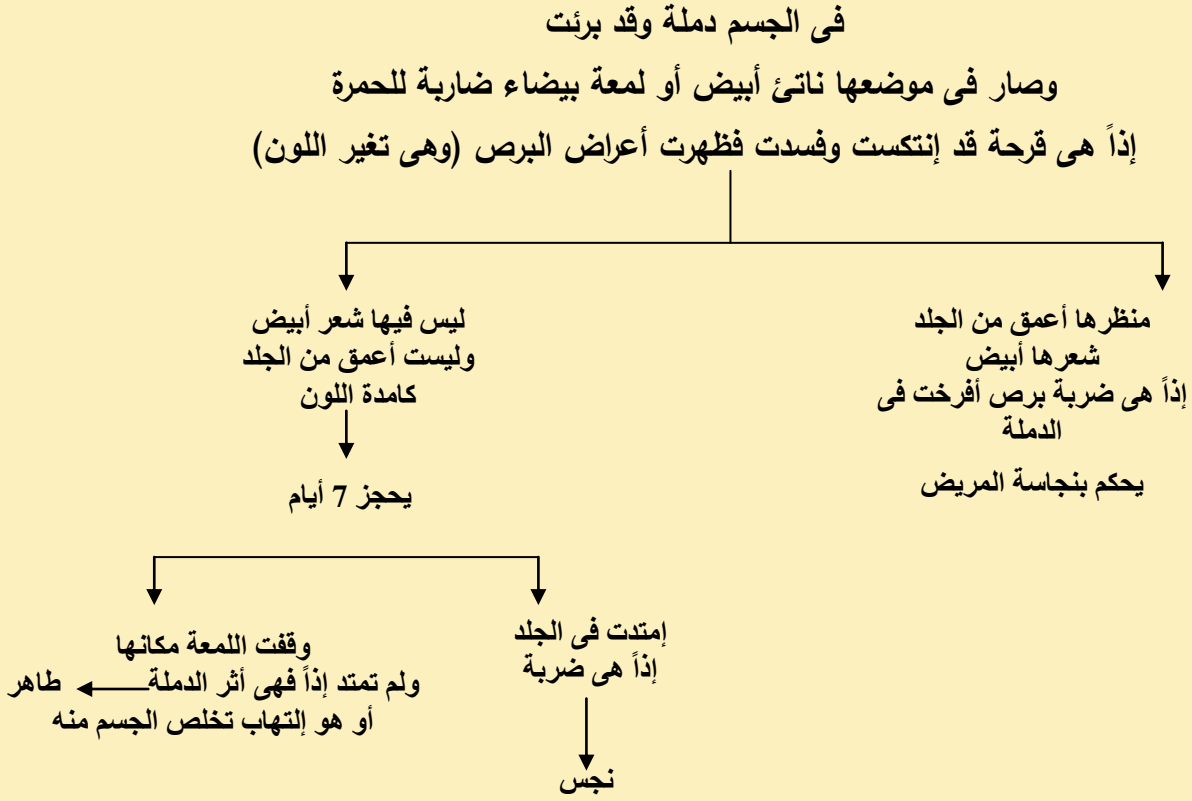 فى الجسم دملة وقد برئت
وصار فى موضعها ناتئ أبيض أو لمعة بيضاء ضاربة للحمرة
إذاً هى قرحة قد إنتكست وفسدت فظهرت أعراض البرص (وهى تغير اللون)
منظرها أعمق من الجلد
شعرها أبيض
إذاً هى ضربة برص أفرخت فى
الدملة
يحكم بنجاسة المريض
ليس فيها شعر أبيض
وليست أعمق من الجلد
كامدة اللون
يحجز 7 أيام
إمتدت فى الجلد
إذاً هى ضربة
نجس
وقفت اللمعة مكانها
ولم تمتد إذاً فهى أثر الدملة طاهر
أو هو إلتهاب تخلص الجسم منه